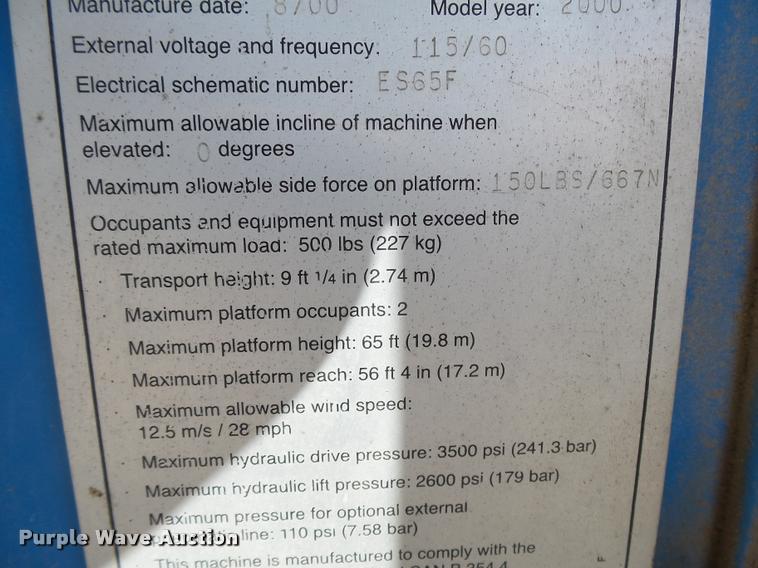 Manufacture date: 8/00 Model year: 2000
External voltage and frequency: 115/60
Electrical schematic number: ES65F
Maximum allowable incline of machine when
elevated: 0 degrees
Maximum allowable side force on platform: 150LBS/667N
Occupants and equipment must not exceed the
rated maximum load: 500 lbs (227 kg)
· Transport height: 9 ft 1/4 in (2.74 m)
· Maximum platform occupants: 2
· Maximum platform height: 65 ft (19.8 m)
· Maximum platform reach: 56 ft 4 in (17.2 m)
· Maximum allowable wind speed:
12.5 m/s / 28 mph
· Maximum hydraulic drive pressure: 3500 psi (241.3 bar)
· Maximum hydraulic lift pressure: 2600 psi (179 bar)
· Maximum pressure for optional external
line: 110 psi (7.58 bar)
This machine is manufactured to comply with the
Purple Wave Auction